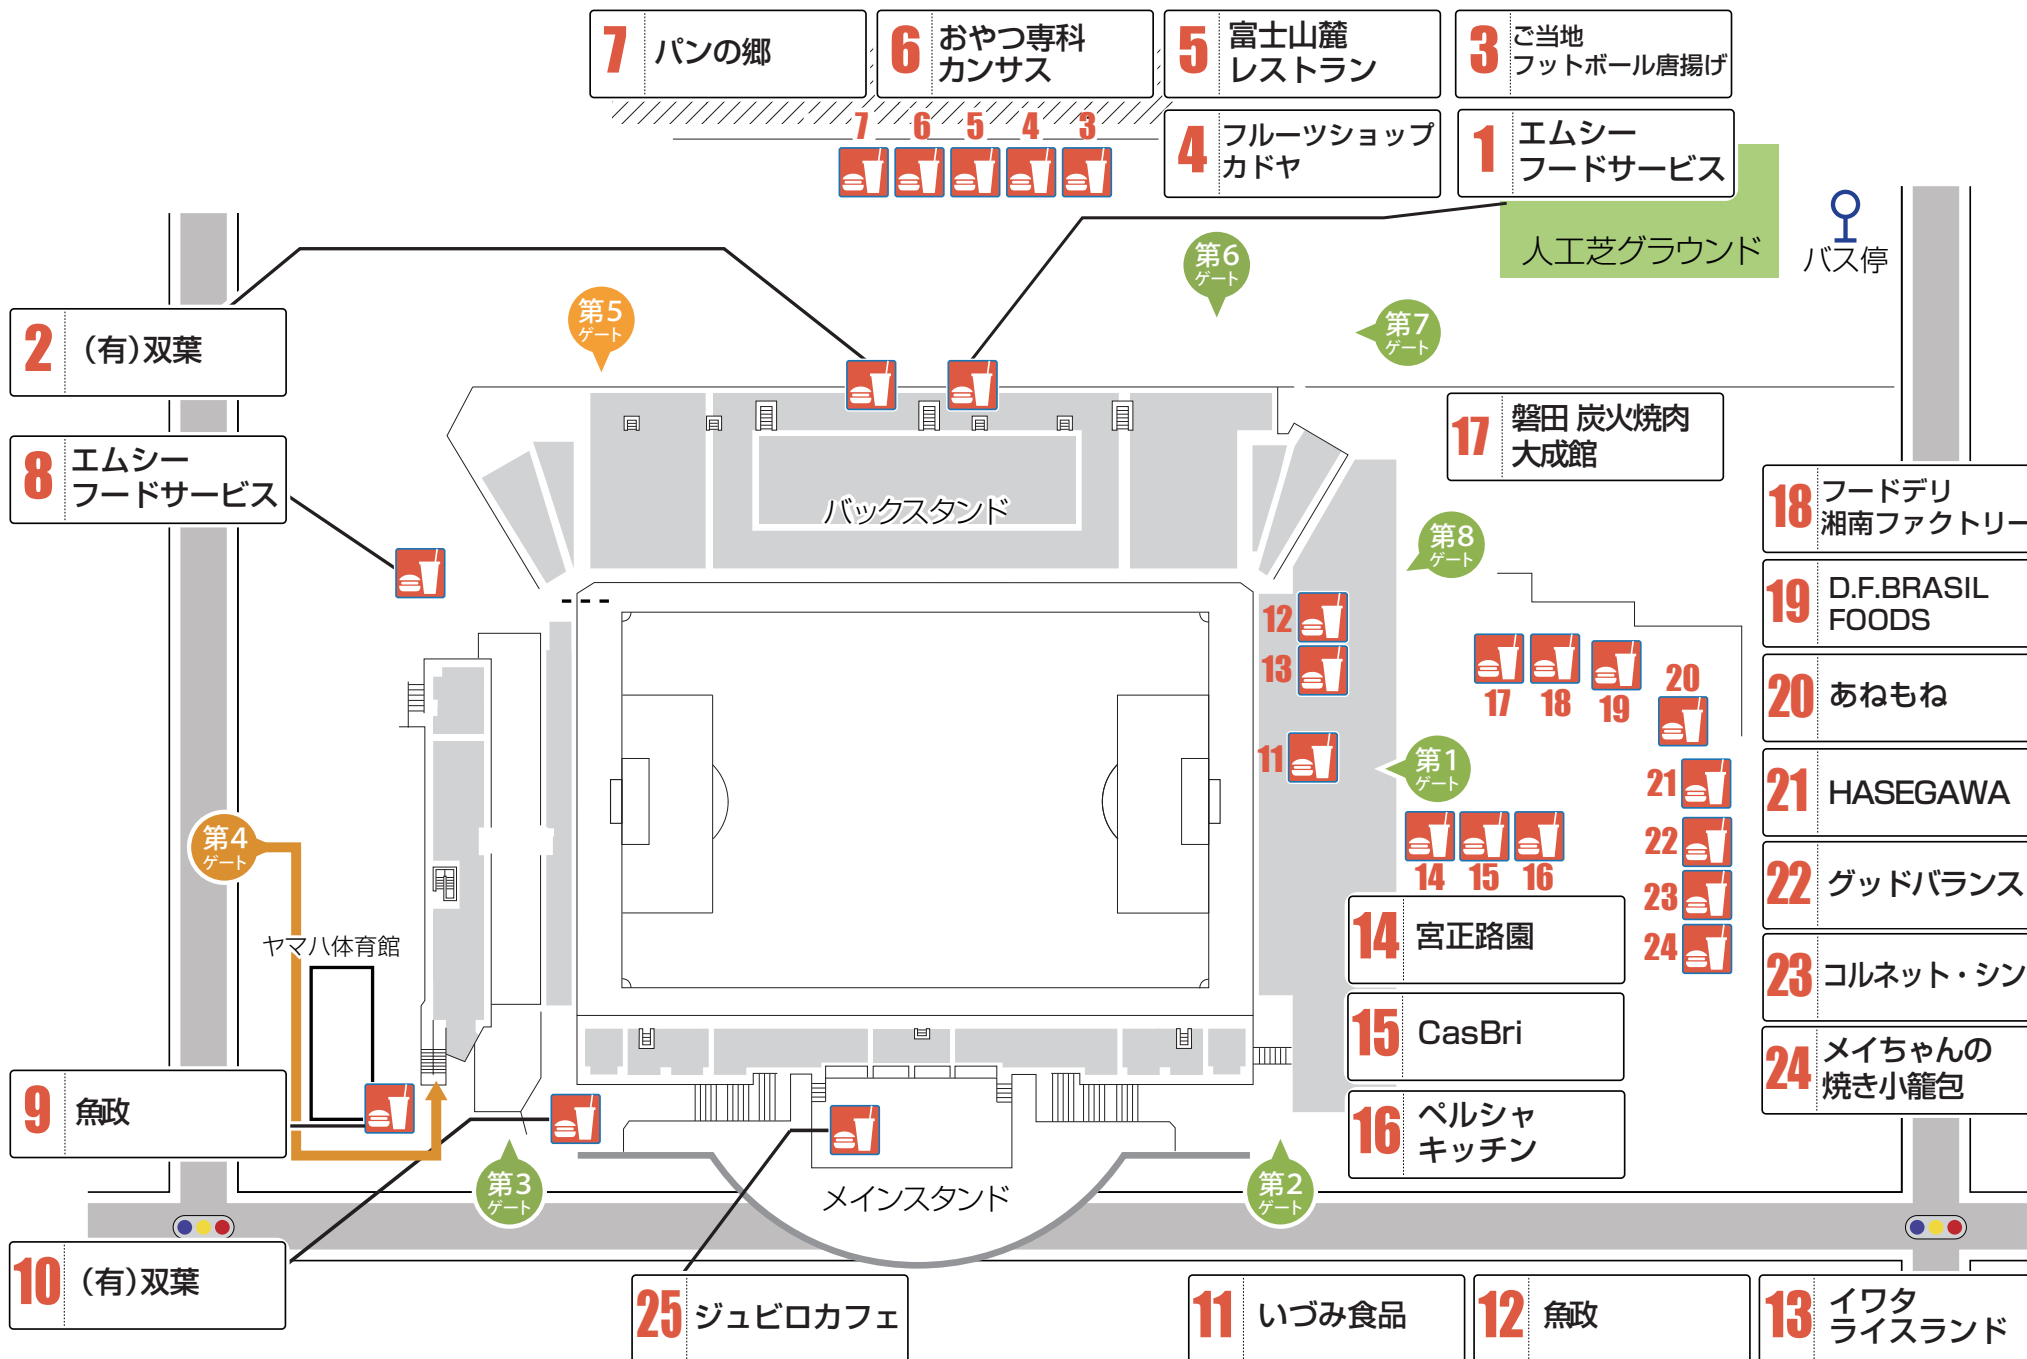 7 パンの郷
6 おやつ専科
カンサス
5 富士山麓
レストラン
3 ご当地
フットボール唐揚げ
4 フルーツショップ
カドヤ
1 エムシー
フードサービス
7 6 5 4 3
人工芝グラウンド
バス停
第6
ゲート
第5
ゲート
第7
ゲート
2 (有)双葉
8 エムシー
フードサービス
17 磐田 炭火焼肉
大成館
バックスタンド
第8
ゲート
18 フードデリ
湘南ファクトリー
19 D.F.BRASIL
FOODS
20 あねもね
21 HASEGAWA
22 グッドバランス
23 コルネット・シン
24 メイちゃんの
焼き小籠包
12
13
11
17 18 19 20
21
22
23
24
第1
ゲート
14 15 16
第4
ゲート
ヤマハ体育館
14 宮正路園
15 CasBri
16 ペルシャ
キッチン
9 魚政
第3
ゲート
メインスタンド
第2
ゲート
10 (有)双葉
25 ジュビロカフェ
11 いづみ食品
12 魚政
13 イワタ
ライスランド